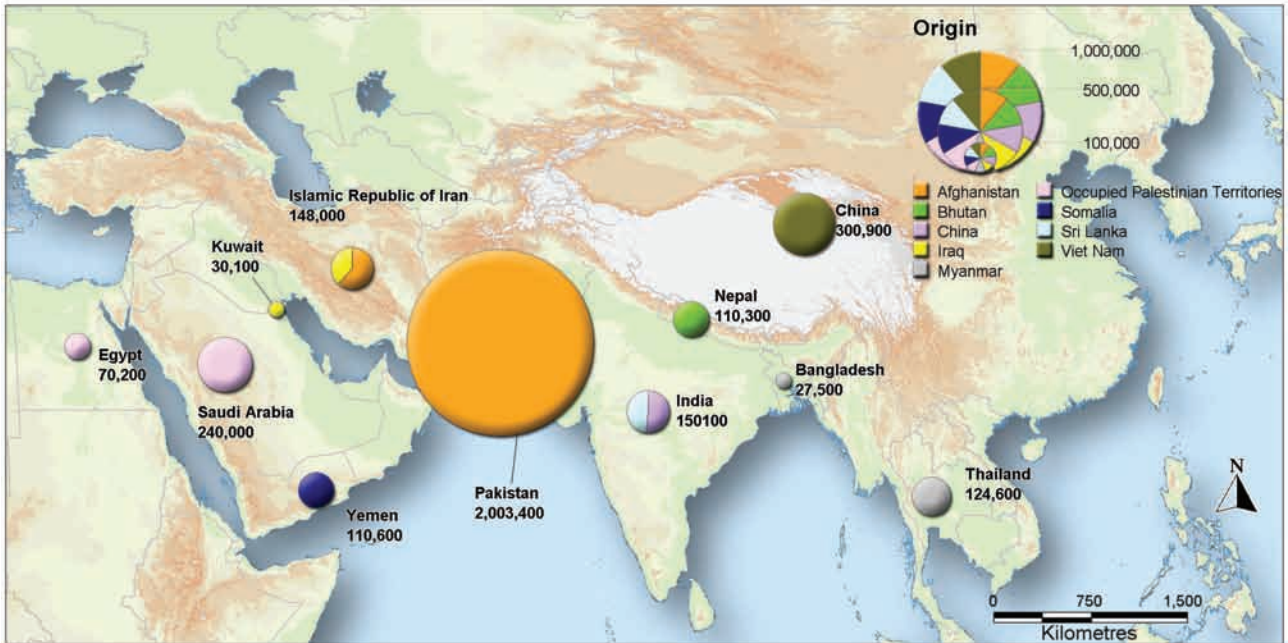 Origin
1,000,000
500,000
100,000
Afghanistan
Bhutan
China
Iraq
Myanmar
Occupied Palestinian Territories
Somalia
Sri Lanka
Viet Nam
Islamic Republic of Iran
148,000
Kuwait
30,100
China
300,900
Nepal
110,300
Egypt
70,200
Bangladesh
27,500
Saudi Arabia
240,000
India
150100
Pakistan
2,003,400
Yemen
110,600
Thailand
124,600
N
0 750 1,500
Kilometres